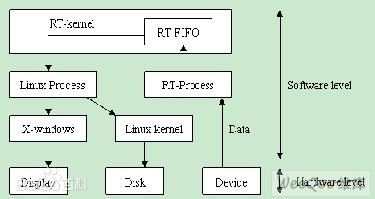 RT-kernel
RT FIFO
Linux Process
RT-Process
Software level
X-windows
Linux kernel
Data
Display
Disk
Device
Hardware level